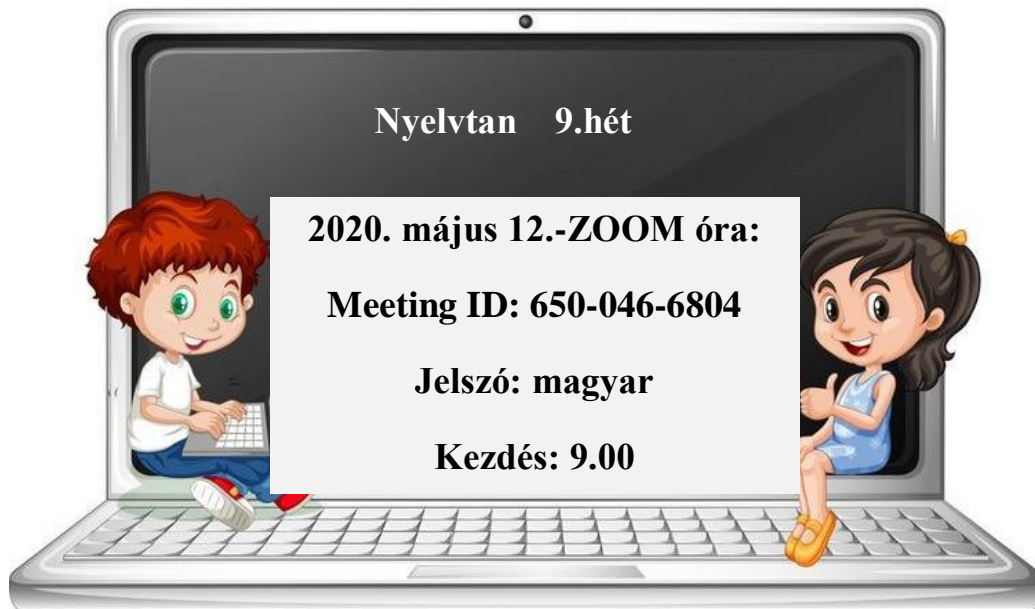 Nyelvtan 9.hét
2020. május 12.-ZOOM óra:
Meeting ID: 650-046-6804
Jelszó: magyar
Kezdés: 9.00